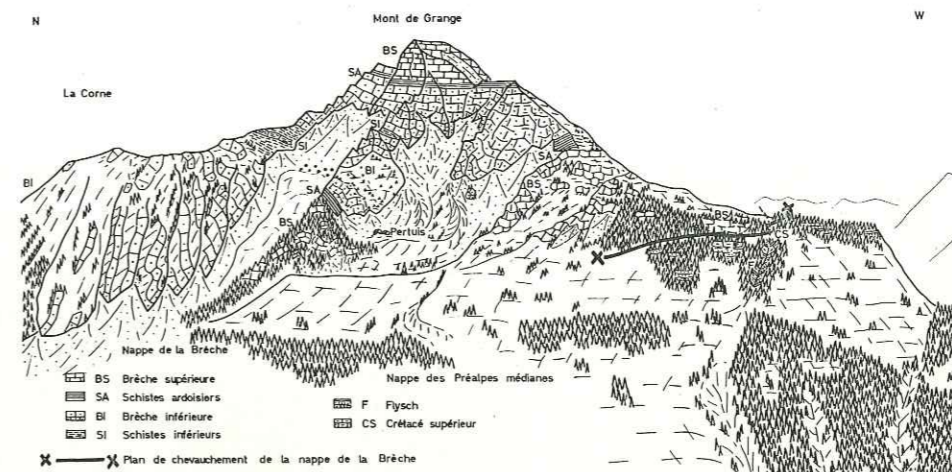 N
Mont de Grange
W
BS
SA
La Corne
SI
SI
BI
SA
BI
SA
BS
BS
BS
CS
Pertuis
Nappe de la Brèche
BS Brèche supérieure
SA Schistes ardoisiers
BI Brèche inférieure
SI Schistes inférieurs
Nappe des Préalpes médianes
F Flysch
CS Crétacé supérieur
Plan de chevauchement de la nappe de la Brèche